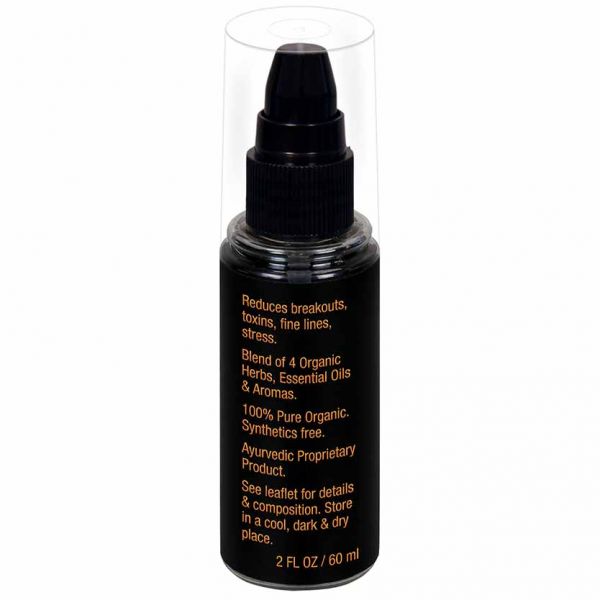 Reduces breakouts,
toxins, fine lines,
stress.
Blend of 4 Organic
Herbs, Essential Oils
& Aromas.
100% Pure Organic.
Synthetics free.
Ayurvedic Proprietary
Product.
See leaflet for details
& composition. Store
in a cool, dark & dry
place.
2 FL OZ / 60 ml